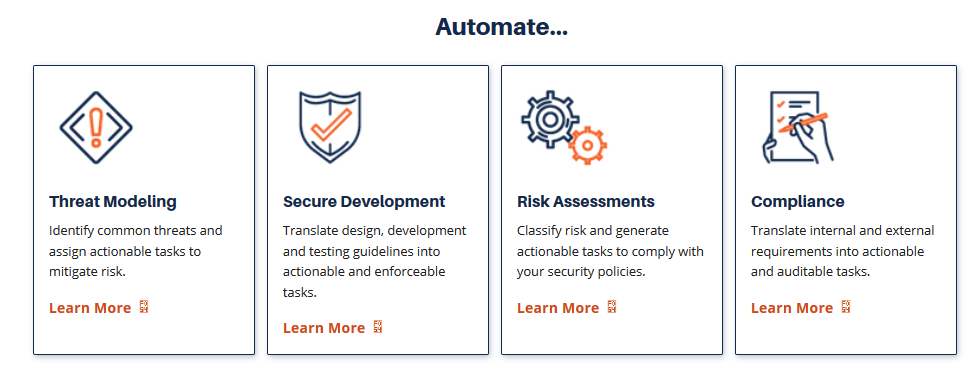 Automate...
Threat Modeling
Identify common threats and
assign actionable tasks to
mitigate risk.
Learn More
Secure Development
Translate design, development
and testing guidelines into
actionable and enforceable
tasks.
Learn More
Risk Assessments
Classify risk and generate
actionable tasks to comply with
your security policies.
Learn More
Compliance
Translate internal and external
requirements into actionable
and auditable tasks.
Learn More